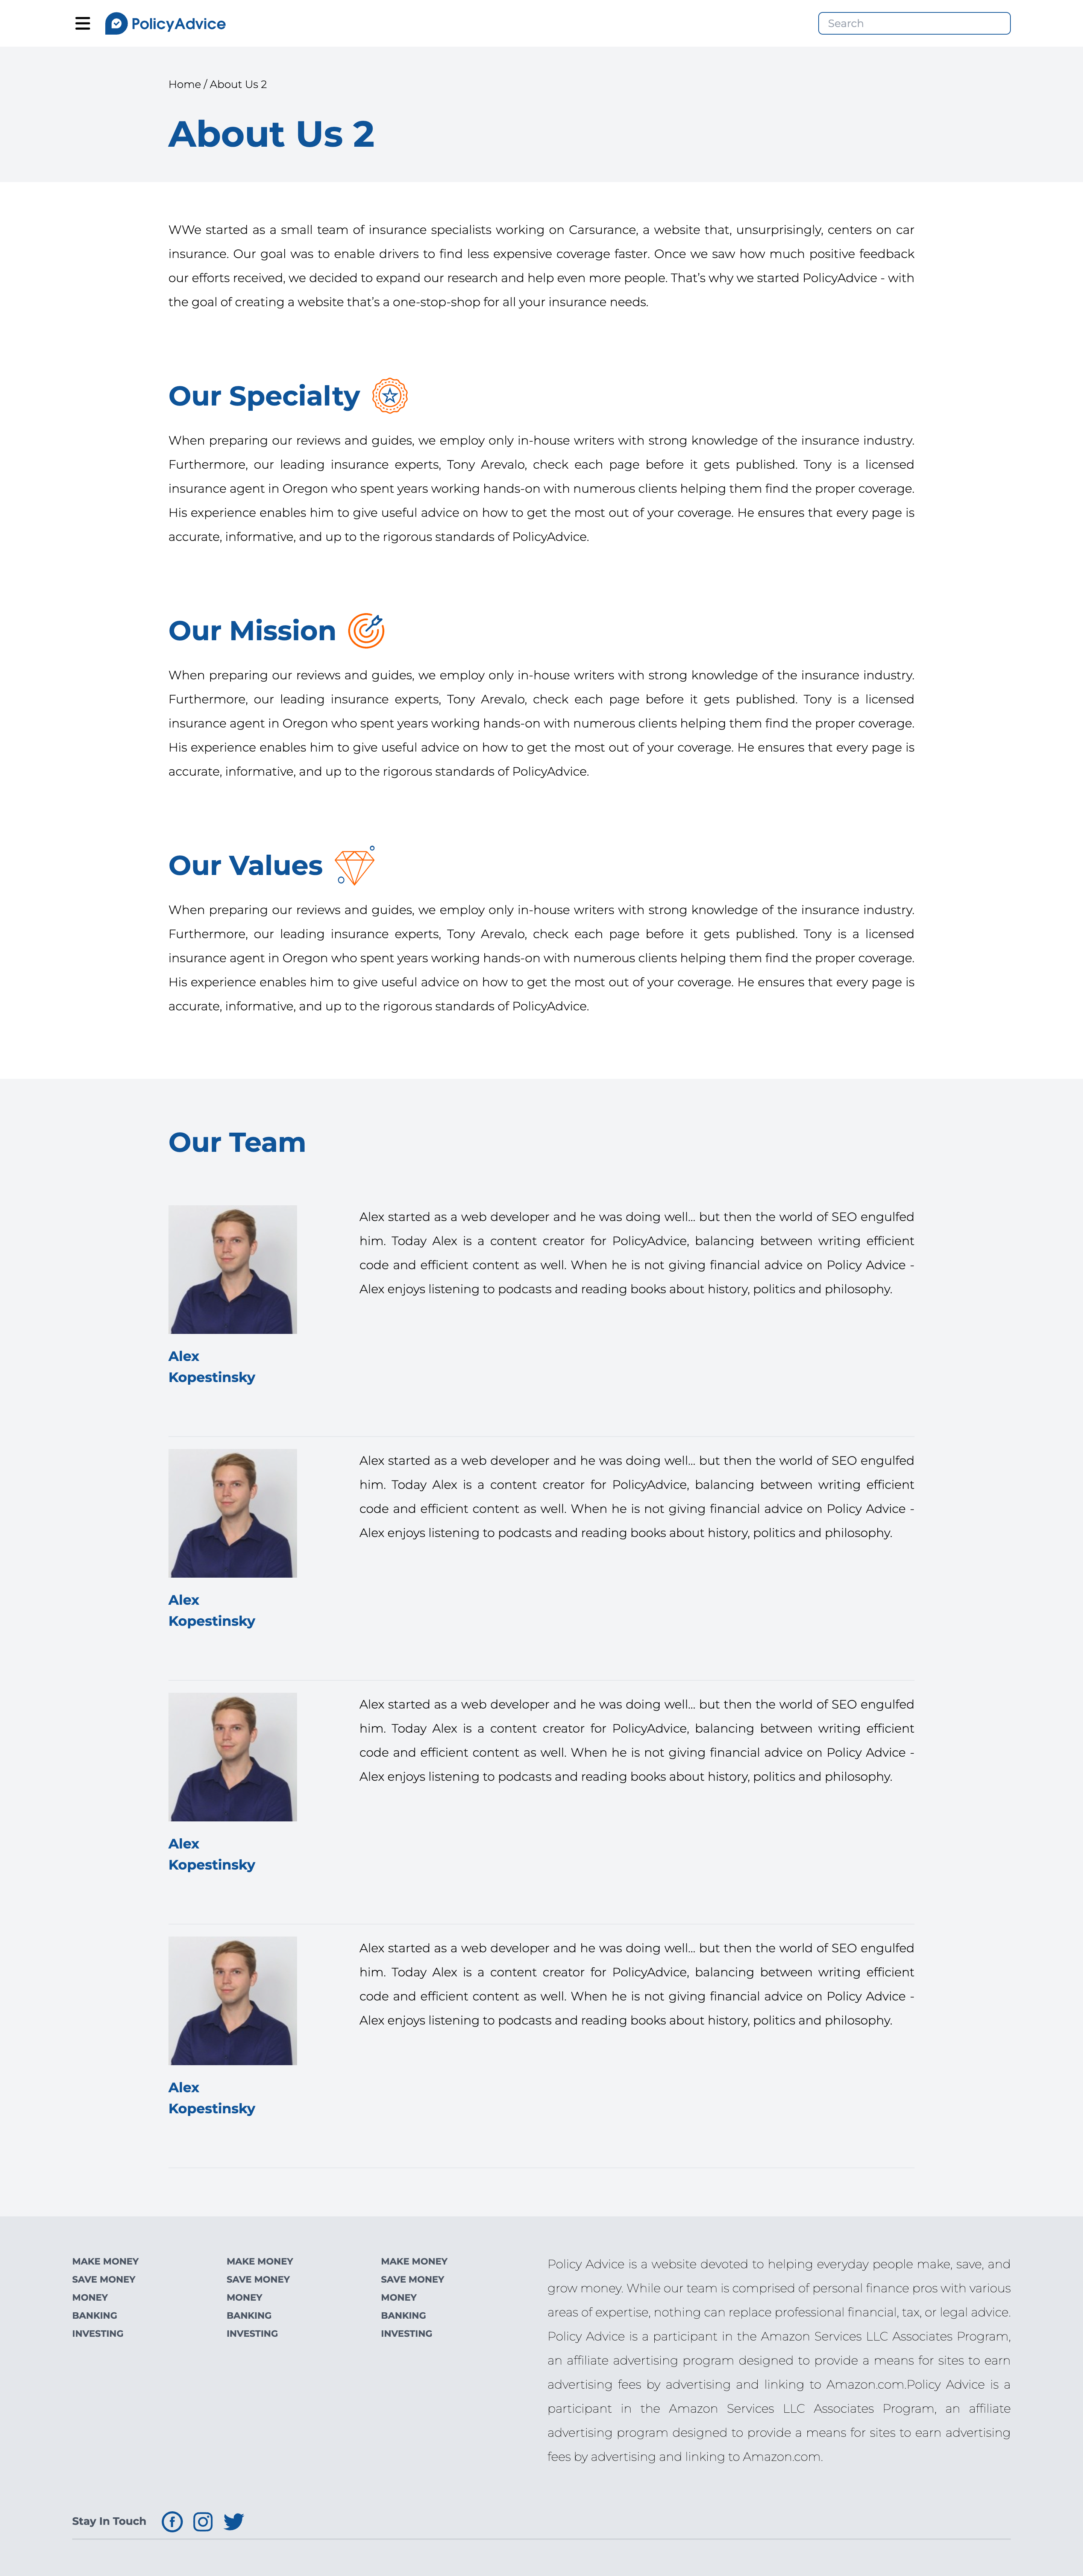 PolicyAdvice
Search
Home / About Us 2
About Us 2
WWe started as a small team of insurance specialists working on Carsurance, a website that, unsurprisingly, centers on car
insurance. Our goal was to enable drivers to find less expensive coverage faster. Once we saw how much positive feedback
our efforts received, we decided to expand our research and help even more people. That's why we started PolicyAdvice - with
the goal of creating a website that's a one-stop-shop for all your insurance needs.
Our Specialty
When preparing our reviews and guides, we employ only in-house writers with strong knowledge of the insurance industry.
Furthermore, our leading insurance experts, Tony Arevalo, check each page before it gets published. Tony is a licensed
insurance agent in Oregon who spent years working hands-on with numerous clients helping them find the proper coverage.
His experience enables him to give useful advice on how to get the most out of your coverage. He ensures that every page is
accurate, informative, and up to the rigorous standards of PolicyAdvice.
Our Mission
When preparing our reviews and guides, we employ only in-house writers with strong knowledge of the insurance industry.
Furthermore, our leading insurance experts, Tony Arevalo, check each page before it gets published. Tony is a licensed
insurance agent in Oregon who spent years working hands-on with numerous clients helping them find the proper coverage.
His experience enables him to give useful advice on how to get the most out of your coverage. He ensures that every page is
accurate, informative, and up to the rigorous standards of PolicyAdvice.
Our Values
When preparing our reviews and guides, we employ only in-house writers with strong knowledge of the insurance industry.
Furthermore, our leading insurance experts, Tony Arevalo, check each page before it gets published. Tony is a licensed
insurance agent in Oregon who spent years working hands-on with numerous clients helping them find the proper coverage.
His experience enables him to give useful advice on how to get the most out of your coverage. He ensures that every page is
accurate, informative, and up to the rigorous standards of PolicyAdvice.
Our Team
Alex started as a web developer and he was doing well... but then the world of SEO engulfed
him. Today Alex is a content creator for PolicyAdvice, balancing between writing efficient
code and efficient content as well. When he is not giving financial advice on Policy Advice -
Alex enjoys listening to podcasts and reading books about history, politics and philosophy.
Alex
Kopestinsky
Alex started as a web developer and he was doing well... but then the world of SEO engulfed
him. Today Alex is a content creator for PolicyAdvice, balancing between writing efficient
code and efficient content as well. When he is not giving financial advice on Policy Advice -
Alex enjoys listening to podcasts and reading books about history, politics and philosophy.
Alex
Kopestinsky
Alex started as a web developer and he was doing well... but then the world of SEO engulfed
him. Today Alex is a content creator for PolicyAdvice, balancing between writing efficient
code and efficient content as well. When he is not giving financial advice on Policy Advice -
Alex enjoys listening to podcasts and reading books about history, politics and philosophy.
Alex
Kopestinsky
Alex started as a web developer and he was doing well... but then the world of SEO engulfed
him. Today Alex is a content creator for PolicyAdvice, balancing between writing efficient
code and efficient content as well. When he is not giving financial advice on Policy Advice -
Alex enjoys listening to podcasts and reading books about history, politics and philosophy.
Alex
Kopestinsky
MAKE MONEY
SAVE MONEY
MONEY
BANKING
INVESTING
MAKE MONEY
SAVE MONEY
MONEY
BANKING
INVESTING
MAKE MONEY
SAVE MONEY
MONEY
BANKING
INVESTING
Policy Advice is a website devoted to helping everyday people make, save, and
grow money. While our team is comprised of personal finance pros with various
areas of expertise, nothing can replace professional financial, tax, or legal advice.
Policy Advice is a participant in the Amazon Services LLC Associates Program,
an affiliate advertising program designed to provide a means for sites to earn
advertising fees by advertising and linking to Amazon.com.Policy Advice is a
participant in the Amazon Services LLC Associates Program, an affiliate
advertising program designed to provide a means for sites to earn advertising
fees by advertising and linking to Amazon.com.
Stay In Touch